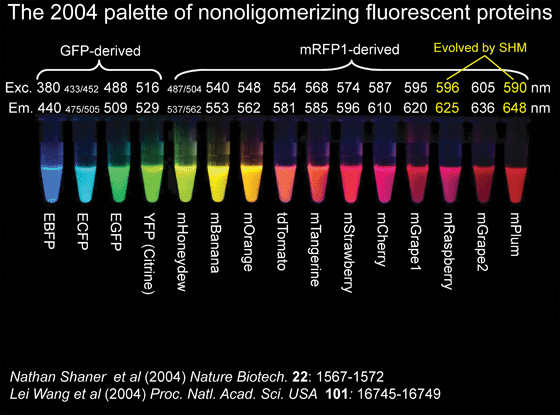 The 2004 palette of nonoligomerizing fluorescent proteins
GFP-derived
mRFP1-derived
Evolved by SHM
Exc. 380 433/452 488 516 487/504 540 548 554 568 574 587 595 596 605 590 nm
Em. 440 475/505 509 529 537/562 553 562 581 585 596 610 620 625 636 648 nm
EBFP
ECFP
EGFP
YFP (Citrine)
mHoneydew
mBanana
mOrange
tdTomato
mTangerine
mStrawberry
mCherry
mGrape1
mRaspberry
mGrape2
mPlum
Nathan Shaner et al (2004) Nature Biotech. 22: 1567-1572
Lei Wang et al (2004) Proc. Natl. Acad. Sci. USA 101: 16745-16749